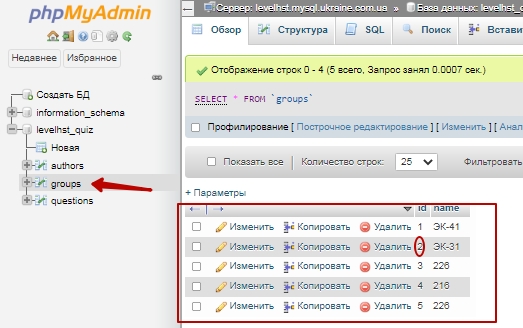 phpMyAdmin
Недавнее Избранное
Создать БД
information_schema
levelhst_quiz
Новая
authors
groups
questions
Сервер: levelhst.mysql.ukraine.com.ua » База данных: levelhst_q
Обзор Структура SQL Поиск Встави
Отображение строк 0 - 4 (5 всего, Запрос занял 0.0007 сек.)
SELECT * FROM `groups`
Профилирование [ Построчное редактирование ] [ Изменить ] [ Анал
Показать все Количество строк: 25 Фильтровать
+ Параметры
←T→ id name
Изменить Копировать Удалить 1 ЭК-41
Изменить Копировать Удалить 2 ЭК-31
Изменить Копировать Удалить 3 226
Изменить Копировать Удалить 4 216
Изменить Копировать Удалить 5 226